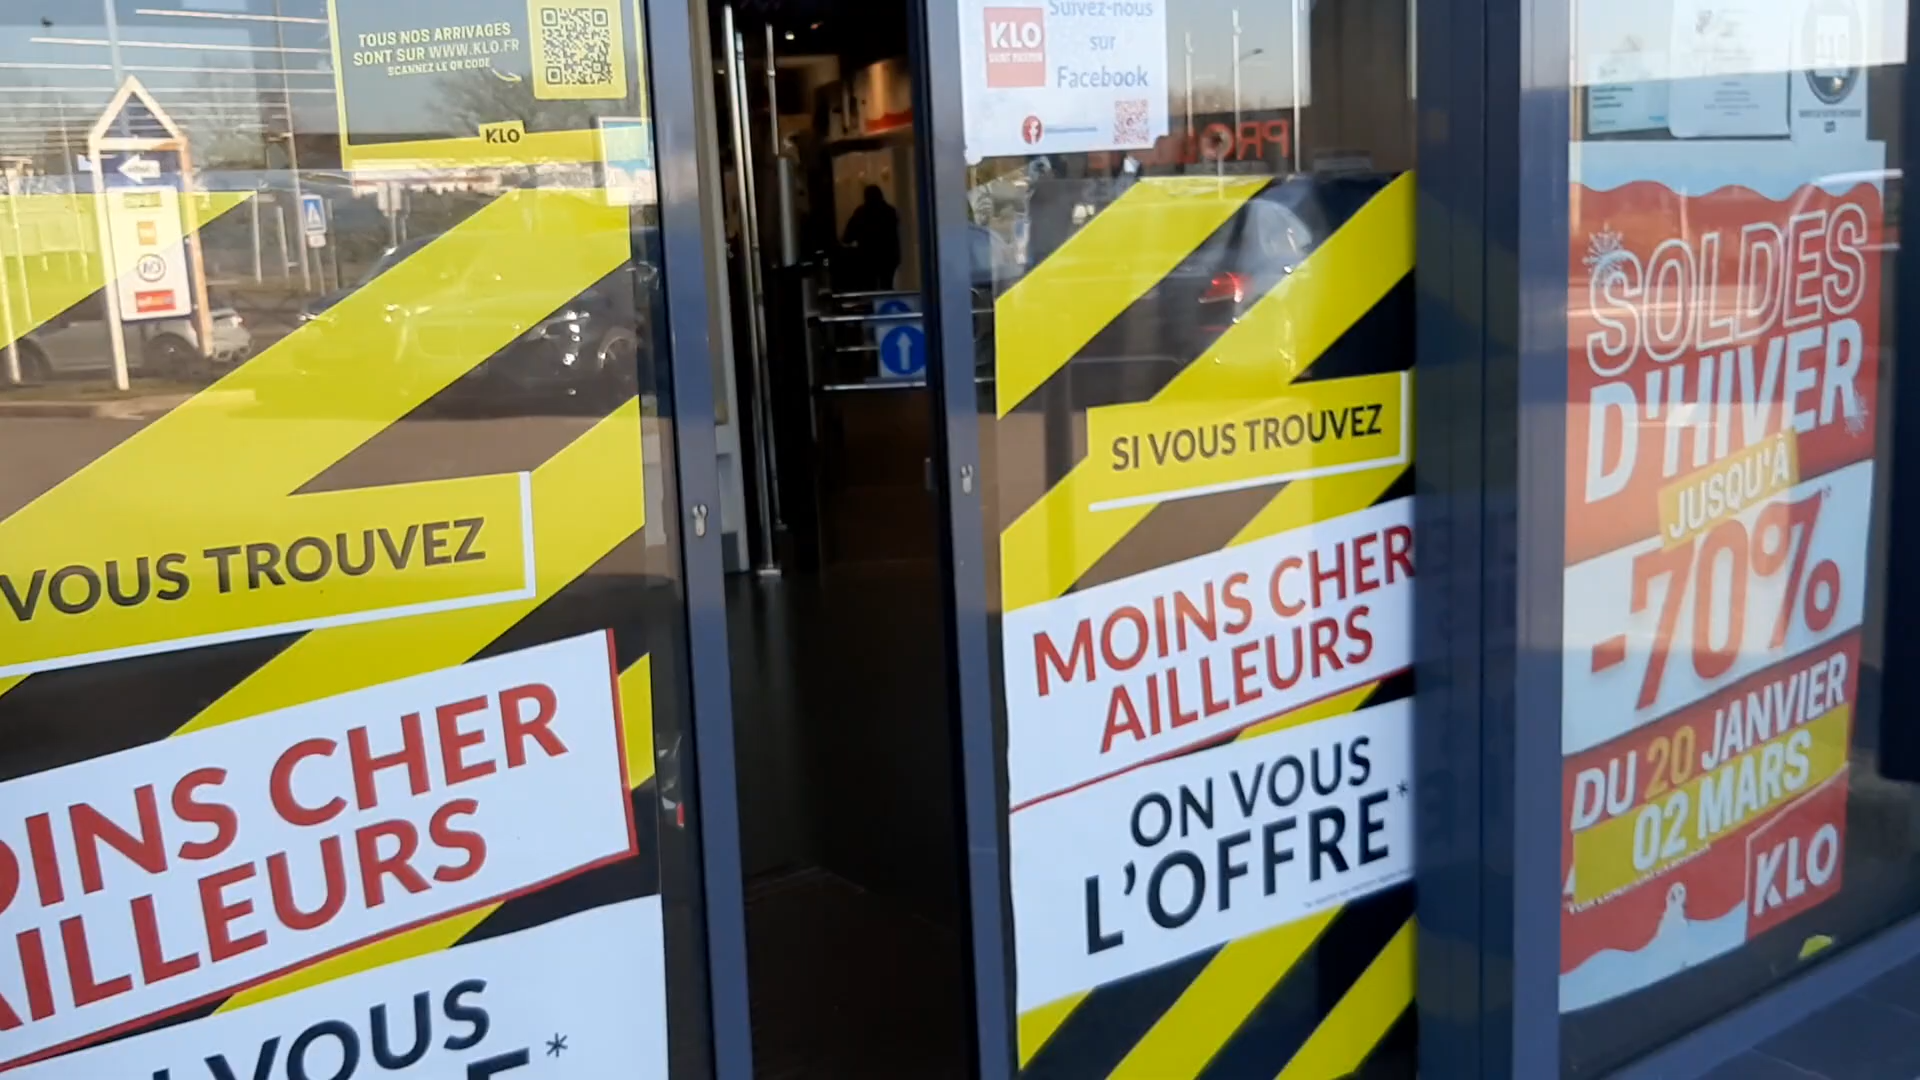 TOUS NOS ARRIVAGES
SONT SUR WWW.KLO.FR
SCANNEZ LE QR CODE
KLO
VOUS TROUVEZ
OINS CHER
AILLEURS
VOUS
E*
KLO
Suivez-nous
sur
Facebook
SI VOUS TROUVEZ
MOINS CHER
AILLEURS
ON VOUS
L'OFFRE*
SOLDES
D'HIVER
JUSQU'À
-70%*
DU 20 JANVIER
02 MARS
KLO